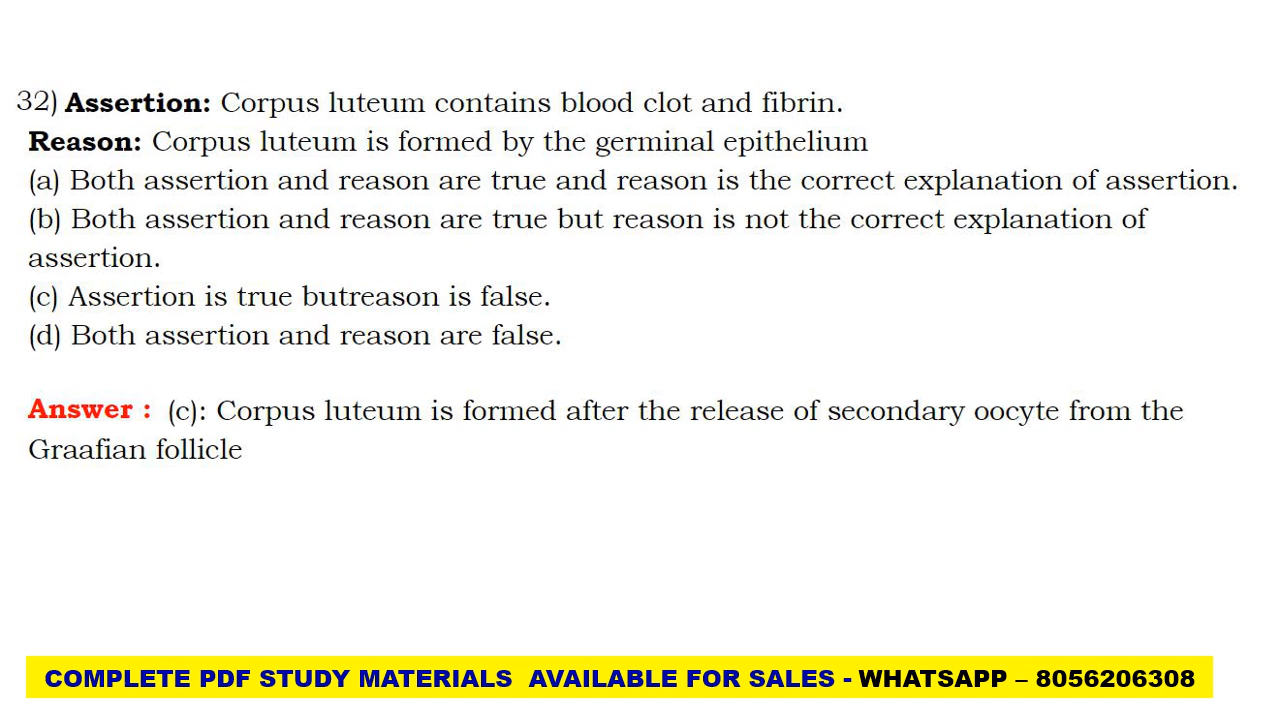 32) Assertion: Corpus luteum contains blood clot and fibrin.
Reason: Corpus luteum is formed by the germinal epithelium
(a) Both assertion and reason are true and reason is the correct explanation of assertion.
(b) Both assertion and reason are true but reason is not the correct explanation of
assertion.
(c) Assertion is true butreason is false.
(d) Both assertion and reason are false.
Answer : (c): Corpus luteum is formed after the release of secondary oocyte from the
Graafian follicle
COMPLETE PDF STUDY MATERIALS AVAILABLE FOR SALES - WHATSAPP – 8056206308